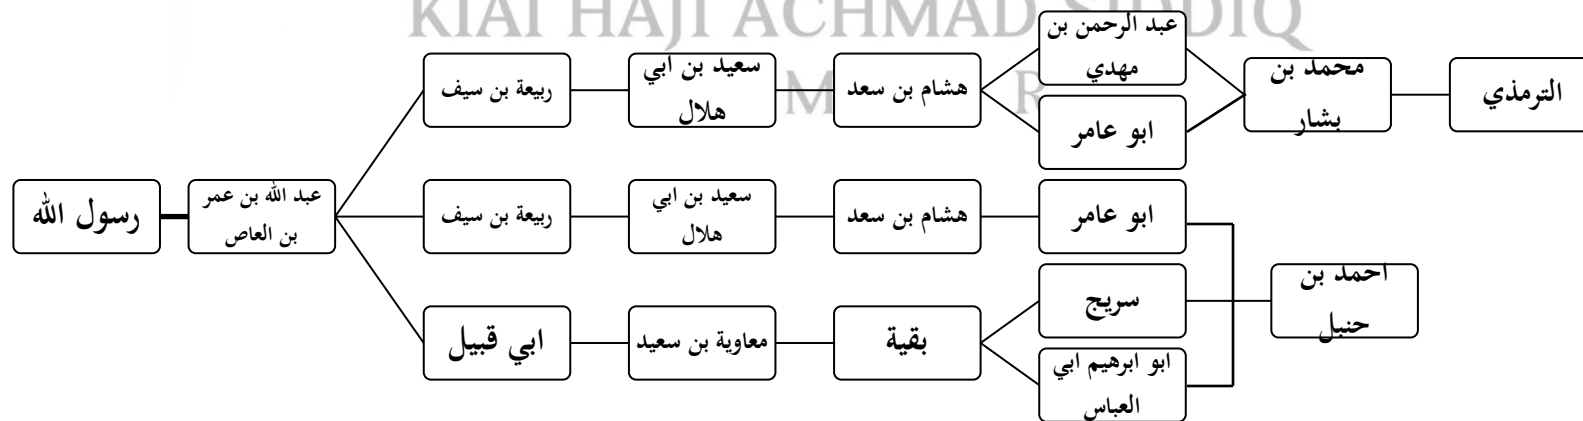 KIAI HAJI ACHMAD SIDDIQ
رسول الله
عبد الله بن عمر
بن العاص
ربيعة بن سيف
سعيد بن ابي
هلال
هشام بن سعد
عبد الرحمن بن
مهدي
ابو عامر
محمد بن
بشار
الترمذي
ربيعة بن سيف
سعيد بن ابي
هلال
هشام بن سعد
ابو عامر
ابي قبيل
معاوية بن سعيد
بقية
سريج
ابو ابرهيم ابي
العباس
احمد بن
حنبل